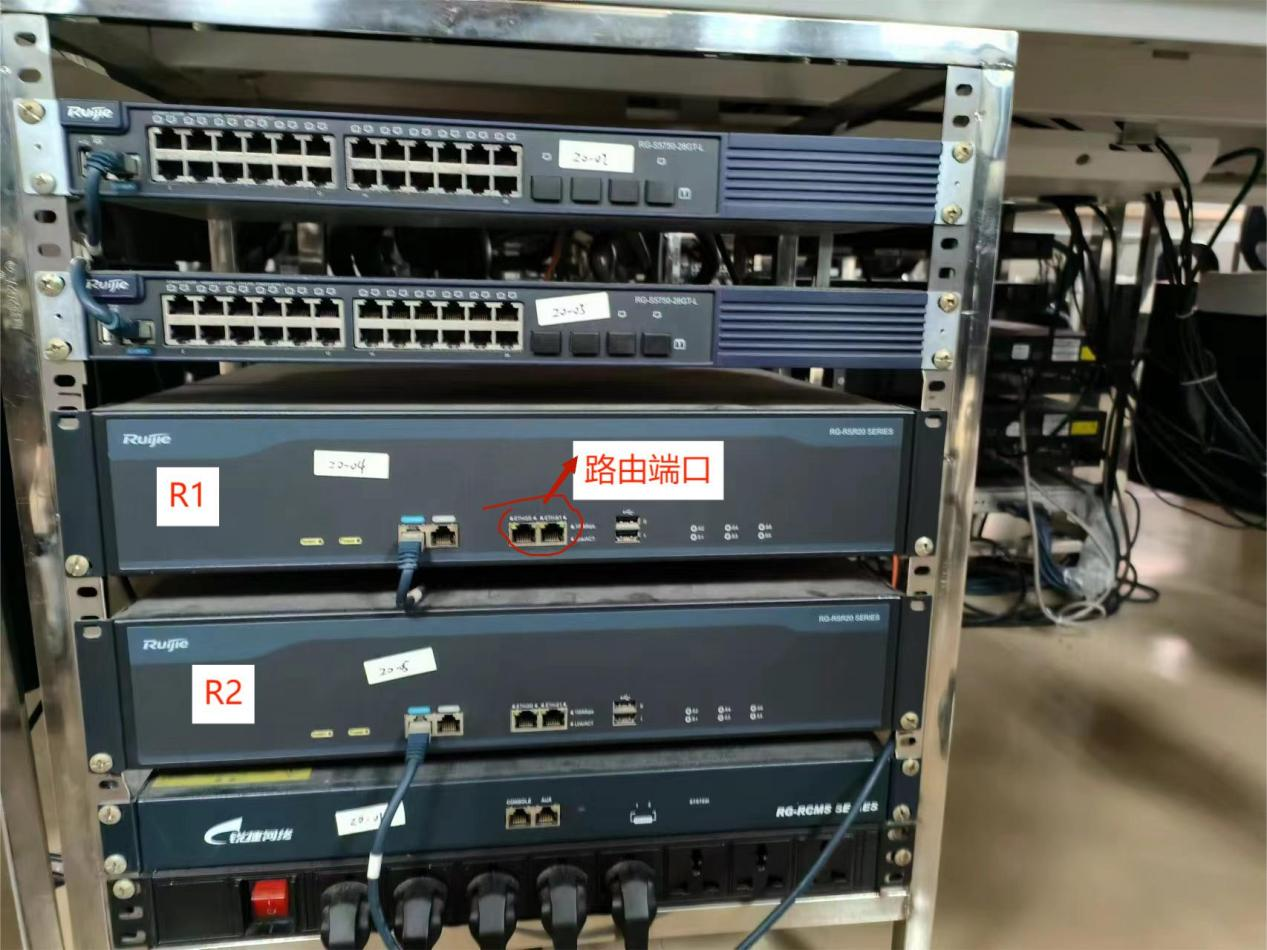 Ruijie
RG-S5750-28GT-L
20-02
Ruijie
RG-S5750-28GT-L
20-03
Ruijie
RG-RSR20 SERIES
20-04
R1
路由端口
Ruijie
RG-RSR20 SERIES
20-05
R2
CONSOLE AUX
SYSTEM
锐捷网络
RG-RCMS SERIES